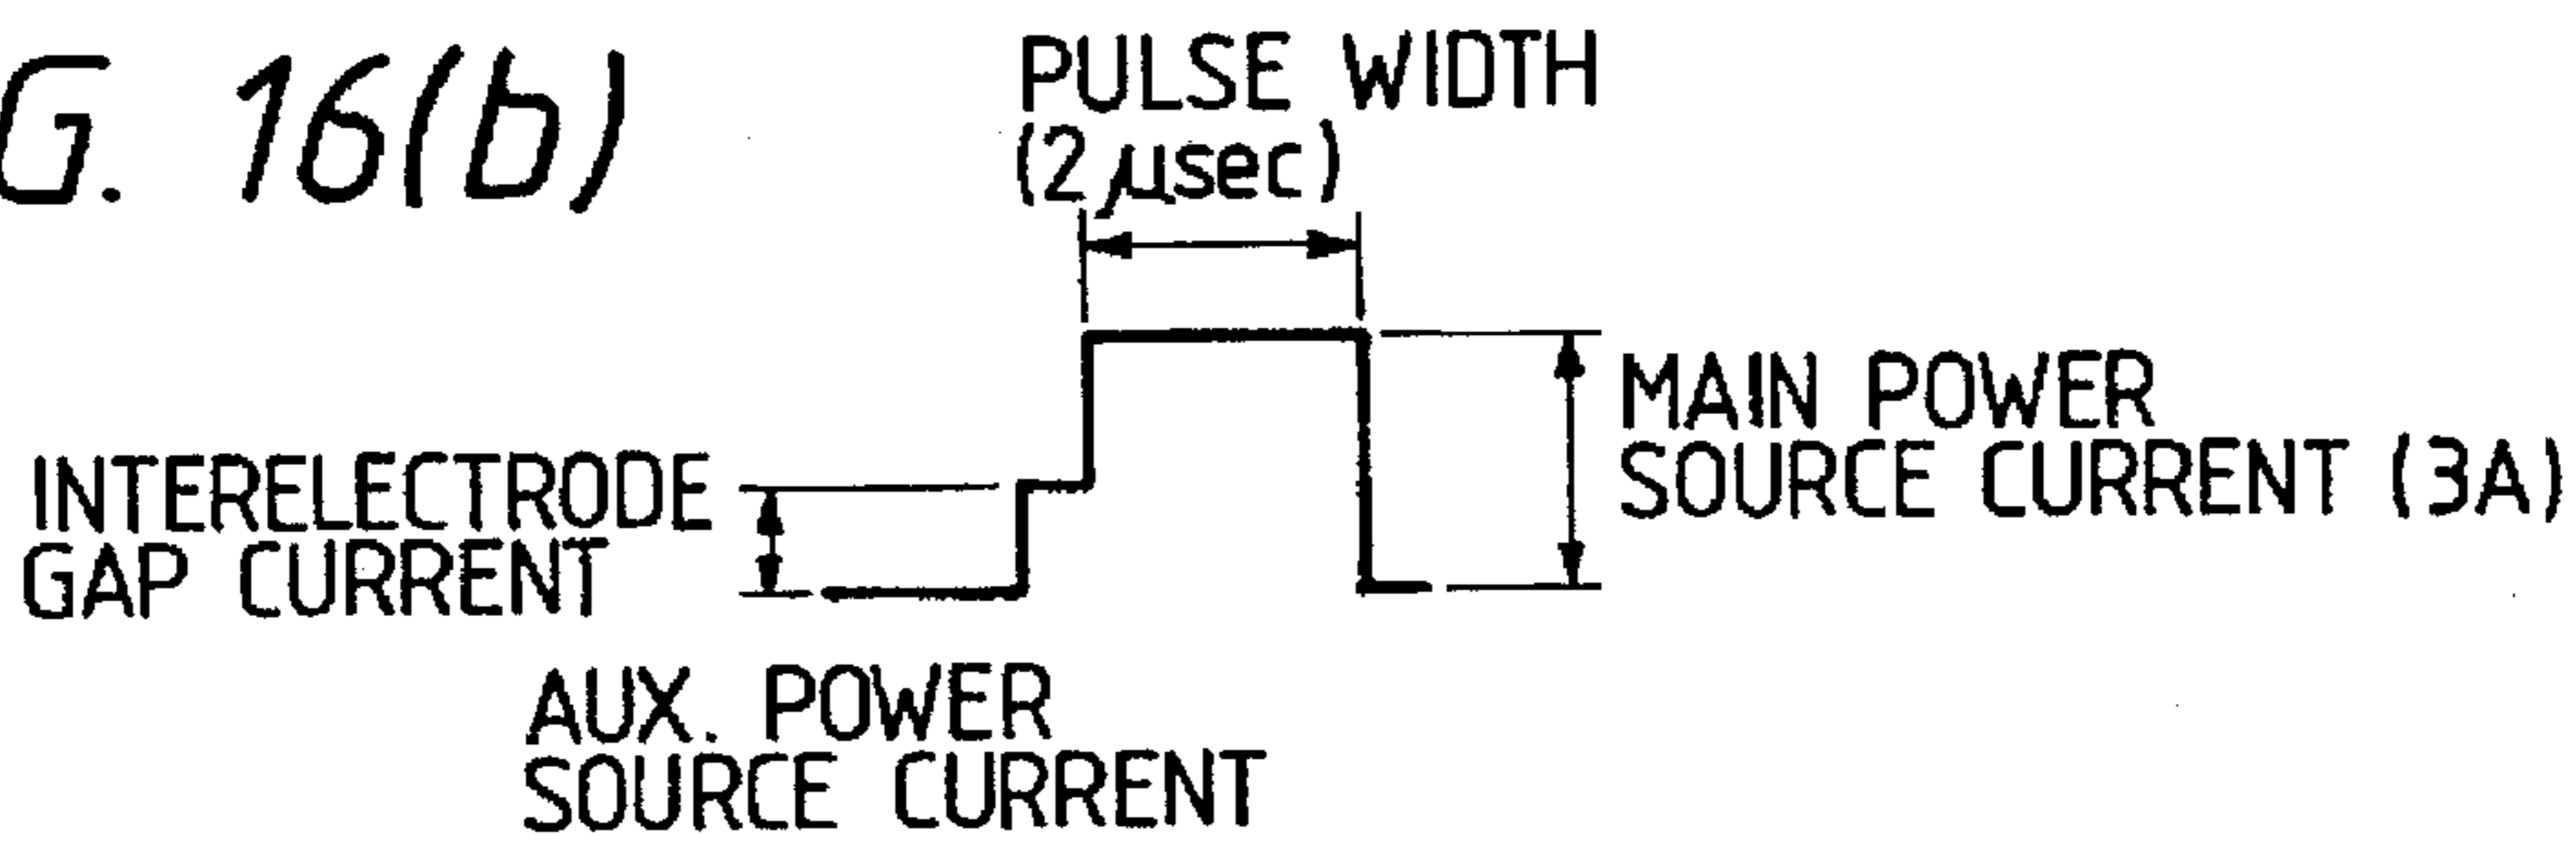 G. 16(b)
PULSE WIDTH
(2 μsec)
MAIN POWER
SOURCE CURRENT (3A)
INTERELECTRODE
GAP CURRENT
AUX. POWER
SOURCE CURRENT